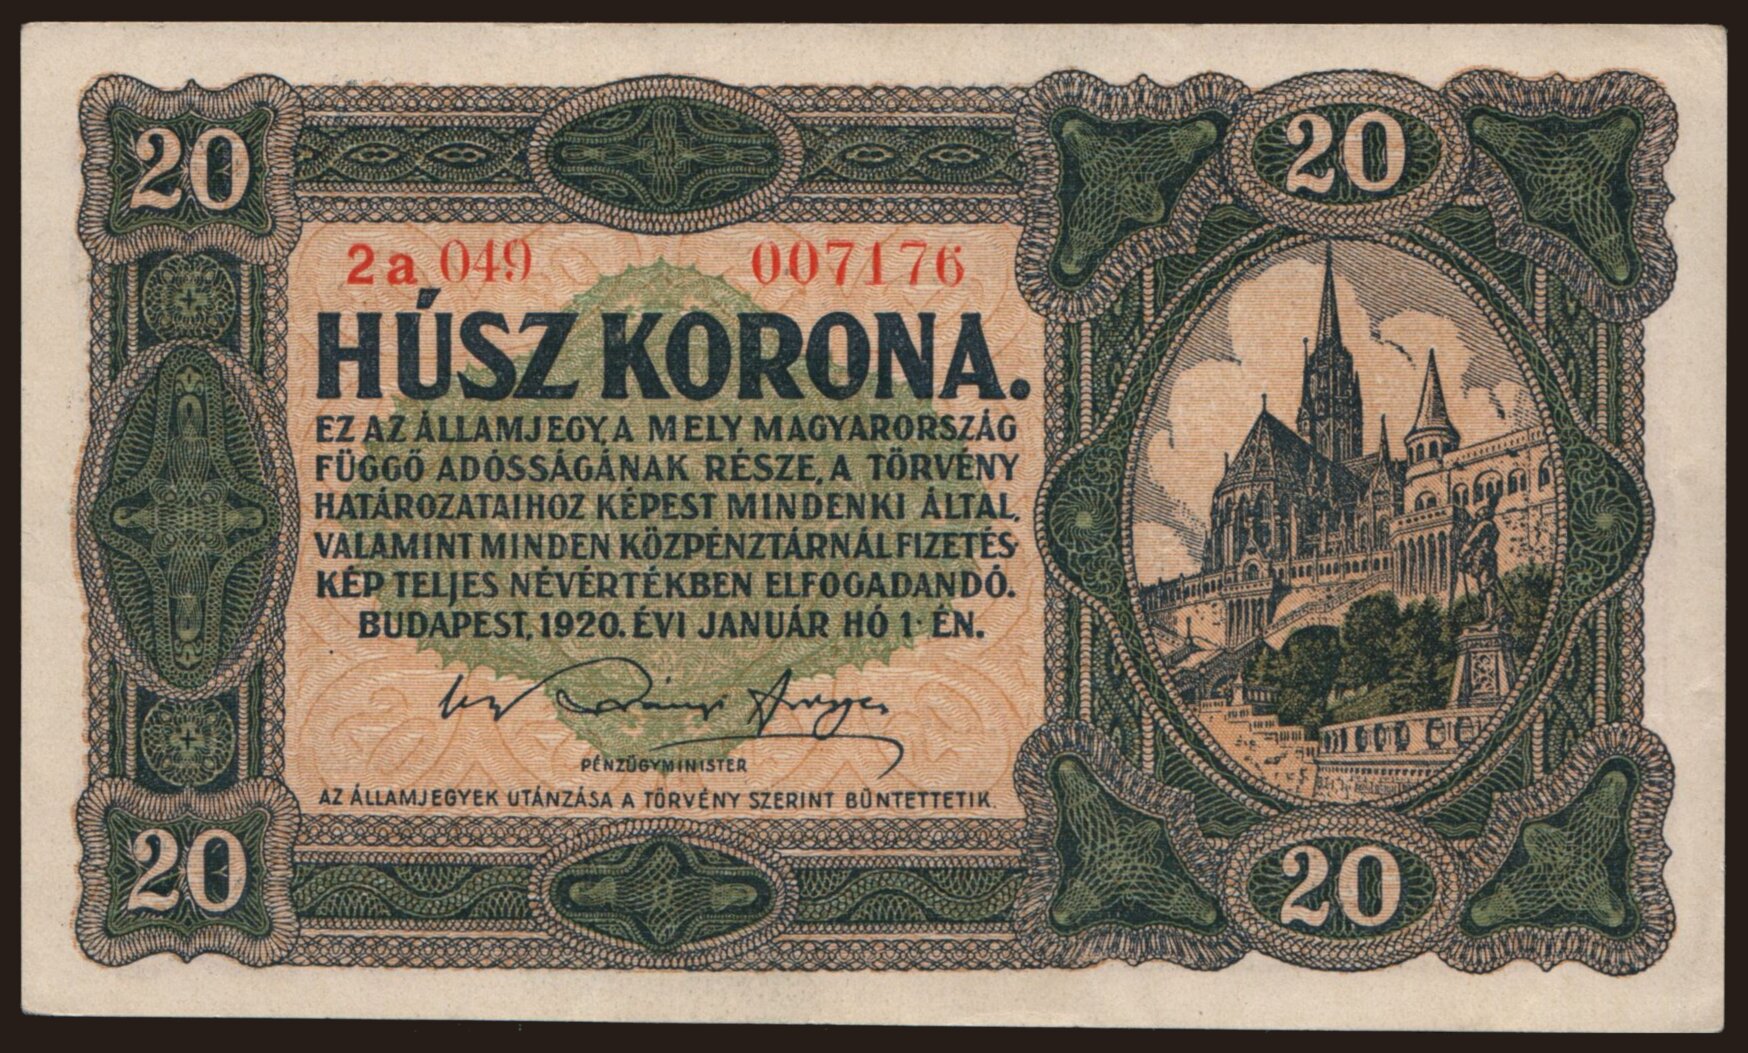 20
20
2a 049 007176
HÚSZ KORONA.
EZ AZ ÁLLAMJEGY, A MELY MAGYARORSZÁG
FÜGGŐ ADÓSSÁGÁNAK RÉSZE, A TÖRVÉNY
HATÁROZATAIHOZ KÉPEST MINDENKI ÁLTAL,
VALAMINT MINDEN KÖZPÉNZTÁRNÁL FIZETÉS-
KÉP TELJES NÉVÉRTÉKBEN ELFOGADANDÓ.
BUDAPEST, 1920. ÉVI JANUÁR HÓ 1-ÉN.
PÉNZÜGYMINISTER
AZ ÁLLAMJEGYEK UTÁNZÁSA A TÖRVÉNY SZERINT BÜNTETTETIK.
20
20